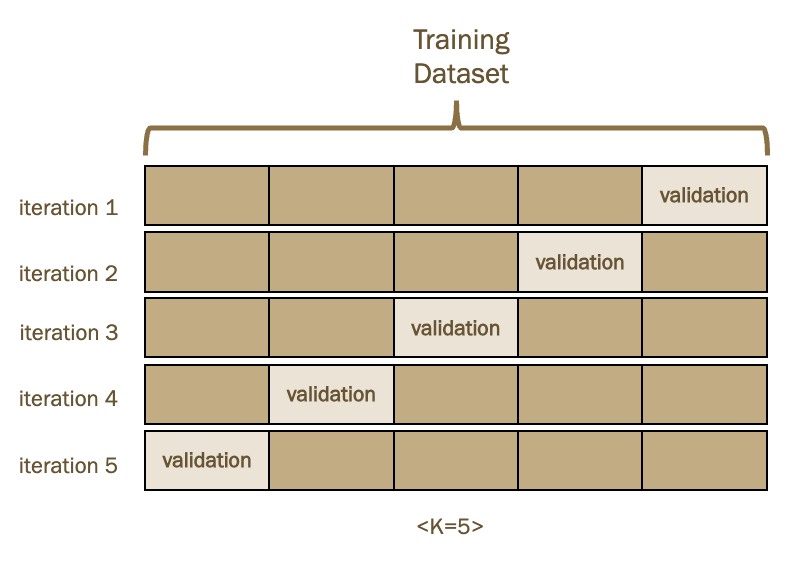 Training
Dataset
iteration 1
validation
iteration 2
validation
iteration 3
validation
iteration 4
validation
iteration 5
validation
<K=5>